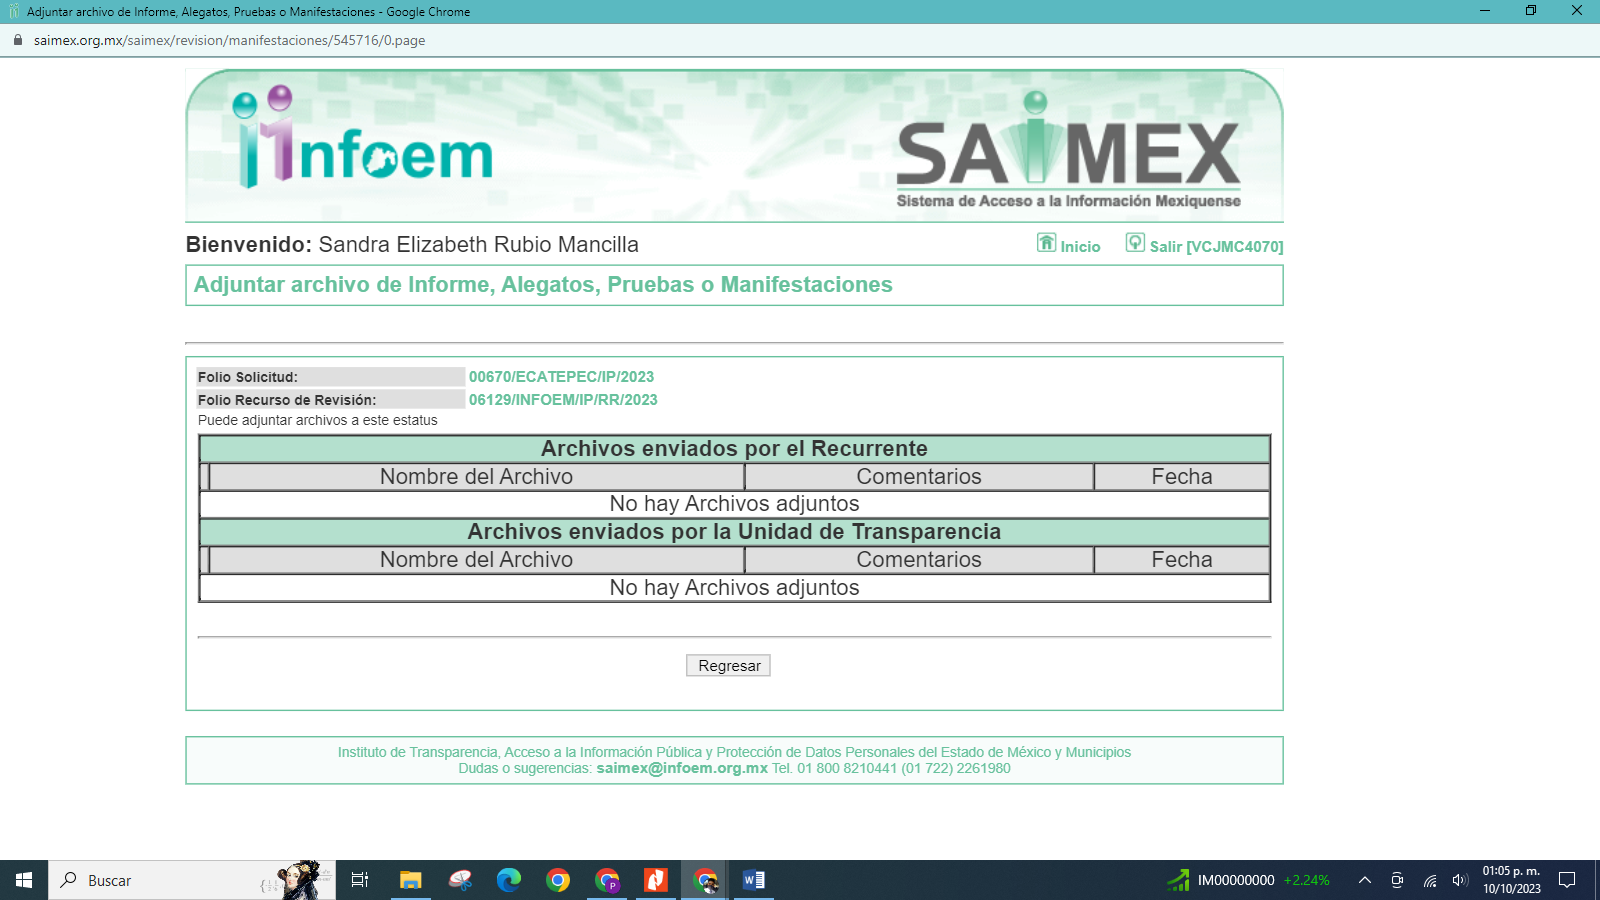 Adjuntar archivo de Informe, Alegatos, Pruebas o Manifestaciones - Google Chrome
saimex.org.mx/saimex/revision/manifestaciones/545716/0.page
infoem
SAIMEX
Sistema de Acceso a la Información Mexiquense
Bienvenido: Sandra Elizabeth Rubio Mancilla
Inicio Salir [VCJMC4070]
Adjuntar archivo de Informe, Alegatos, Pruebas o Manifestaciones
Folio Solicitud: 00670/ECATEPEC/IP/2023
Folio Recurso de Revisión: 06129/INFOEM/IP/RR/2023
Puede adjuntar archivos a este estatus
Archivos enviados por el Recurrente
Nombre del Archivo Comentarios Fecha
No hay Archivos adjuntos
Archivos enviados por la Unidad de Transparencia
Nombre del Archivo Comentarios Fecha
No hay Archivos adjuntos
Regresar
Instituto de Transparencia, Acceso a la Información Pública y Protección de Datos Personales del Estado de México y Municipios
Dudas o sugerencias: saimex@infoem.org.mx Tel. 01 800 8210441 (01 722) 2261980
Buscar
IM00000000 +2.24%
01:05 p. m.
10/10/2023